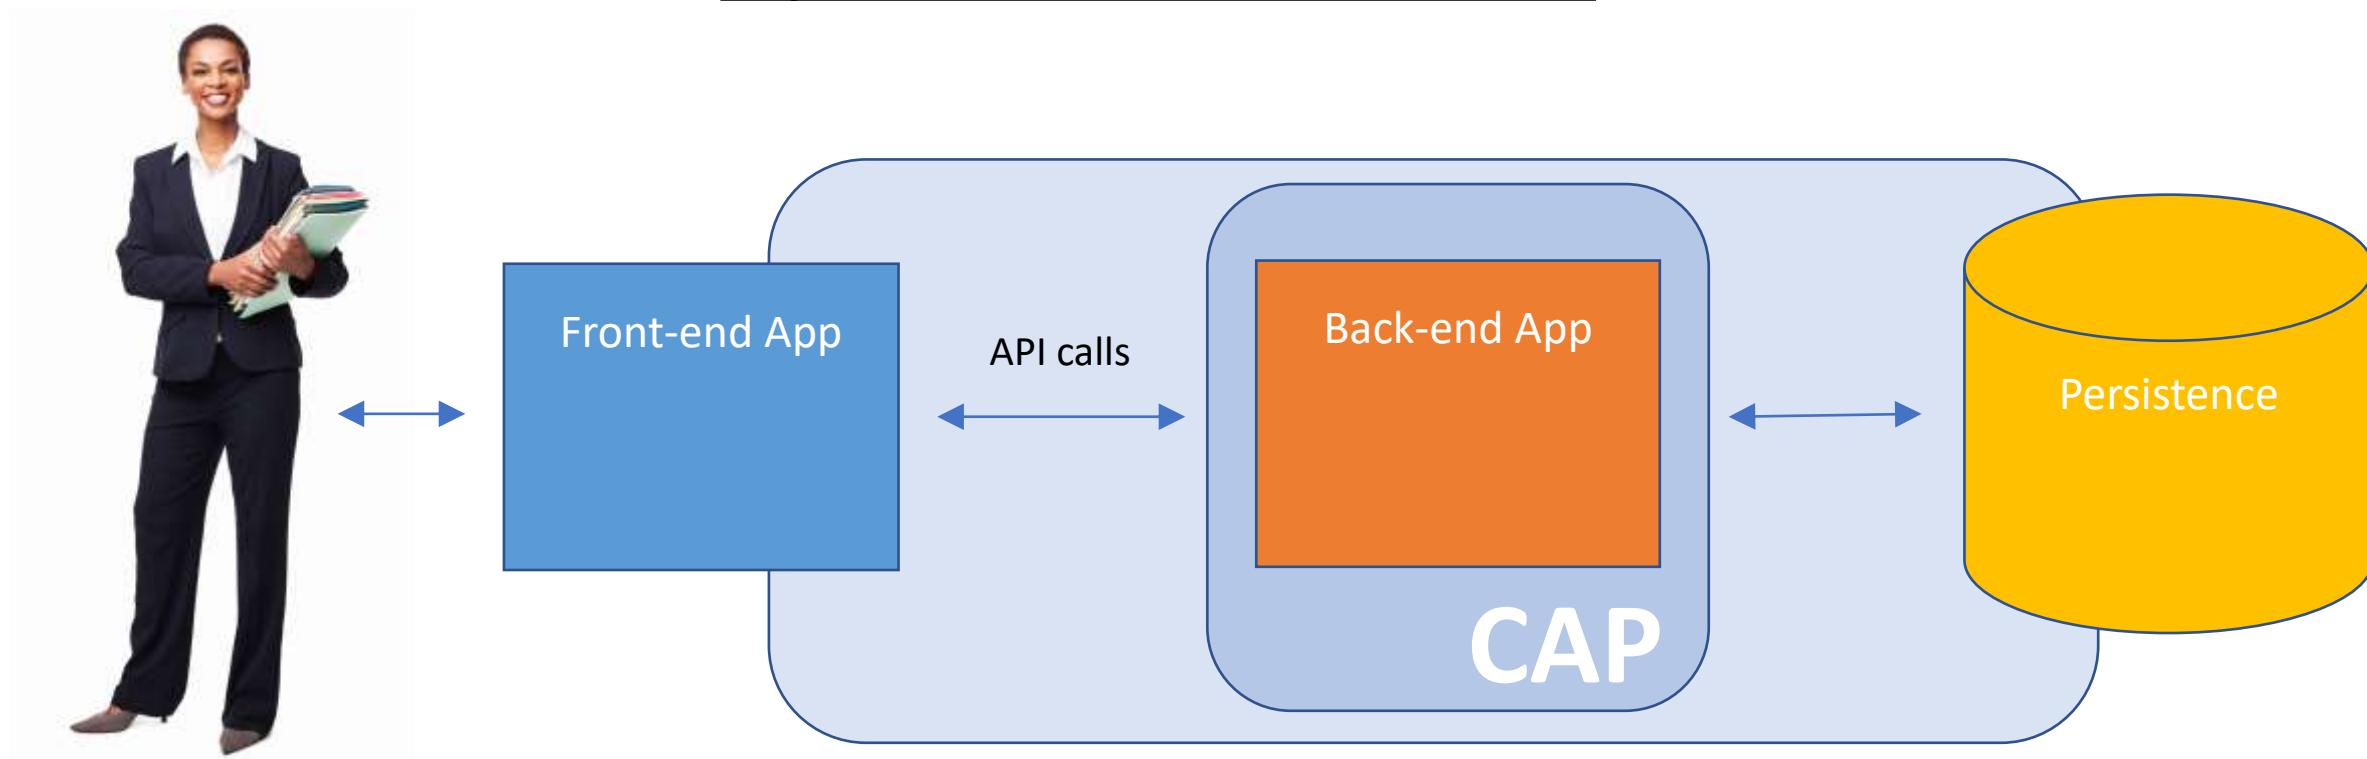 Front-end App
API calls
Back-end App
Persistence
CAP